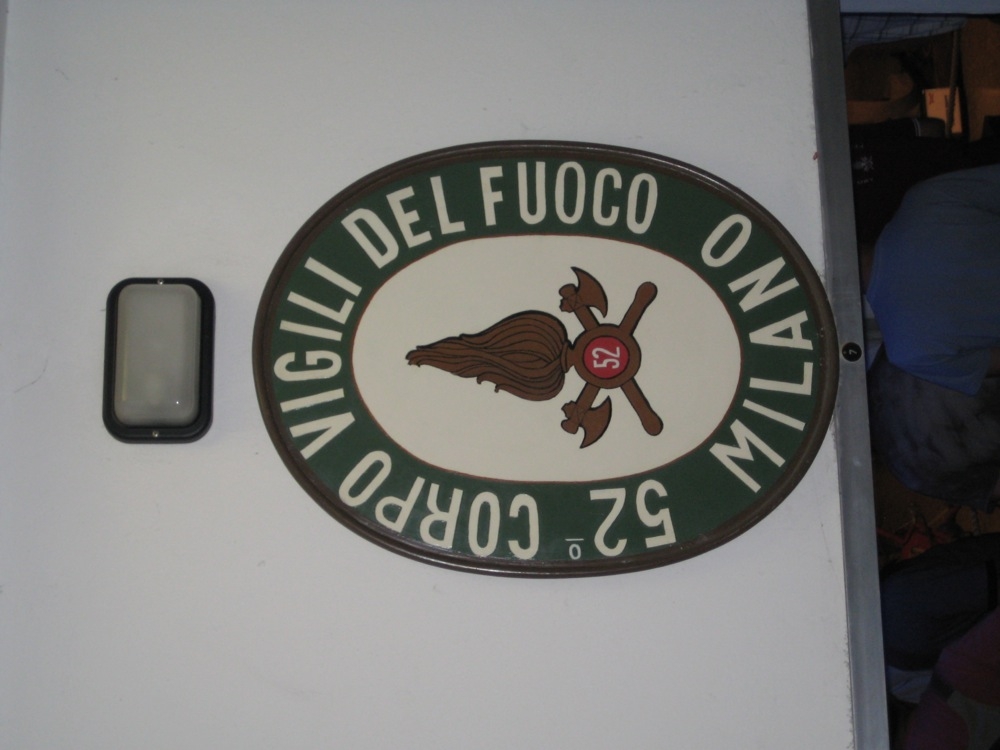 52º CORPO VIGILI DEL FUOCO
MILANO
52